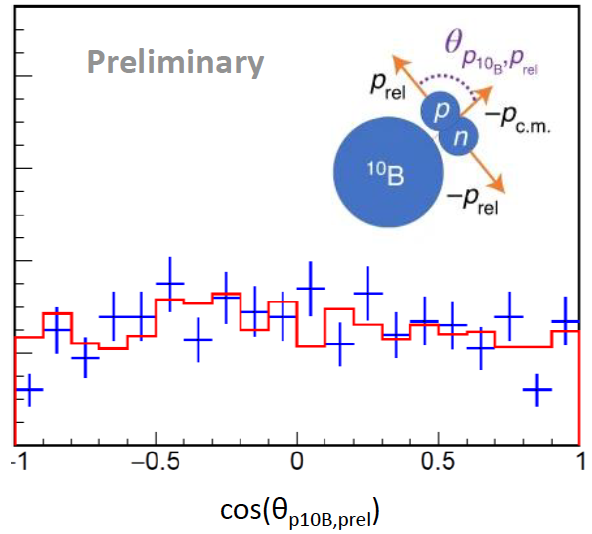 Preliminary
θp10B,prel
prel
p
−pc.m.
n
10B
−prel
-1
−0.5
0
0.5
1
cos(θp10B,prel)